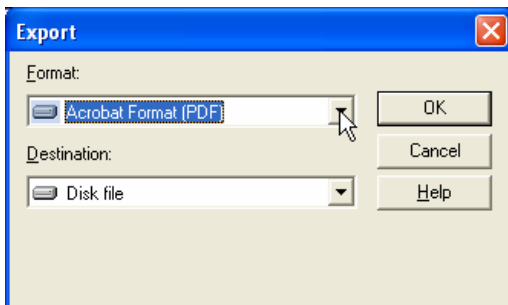 Export
Format:
Acrobat Format (PDF)
OK
Destination:
Cancel
Disk file
Help